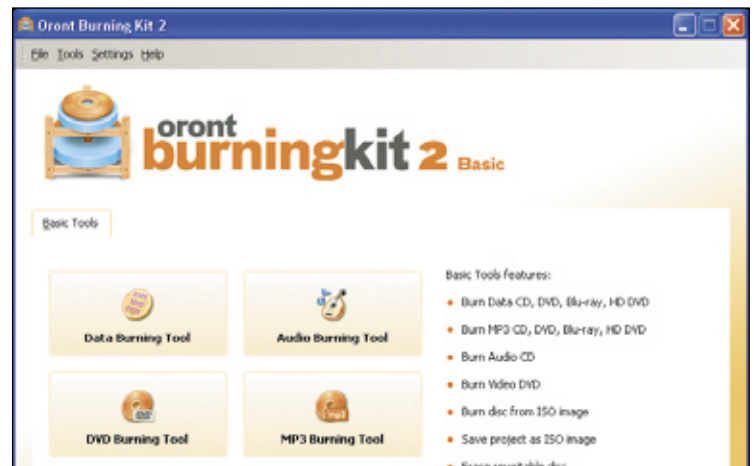 Oront Burning Kit 2
File Tools Settings Help
oront
burningkit 2 Basic
Basic Tools
Data Burning Tool
Audio Burning Tool
DVD Burning Tool
MP3 Burning Tool
Basic Tools features:
Burn Data CD, DVD, Blu-ray, HD DVD
Burn MP3 CD, DVD, Blu-ray, HD DVD
Burn Audio CD
Burn Video DVD
Burn disc from ISO image
Save project as ISO image
Erase rewritable disc